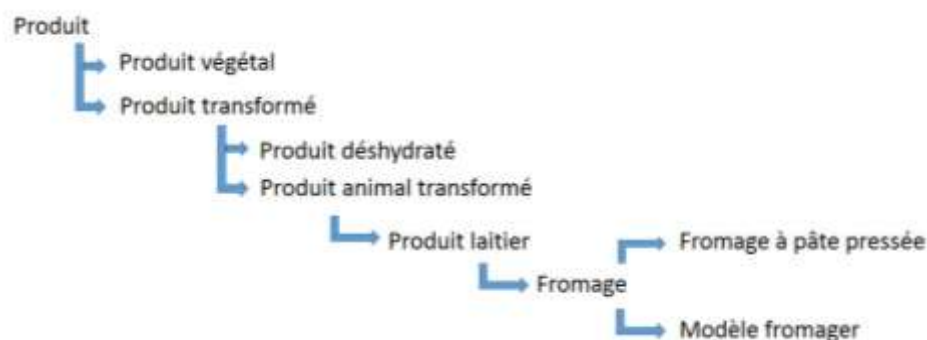 Produit
Produit végétal
Produit transformé
Produit déshydraté
Produit animal transformé
Produit laitier
Fromage à pâte pressée
Fromage
Modèle fromager